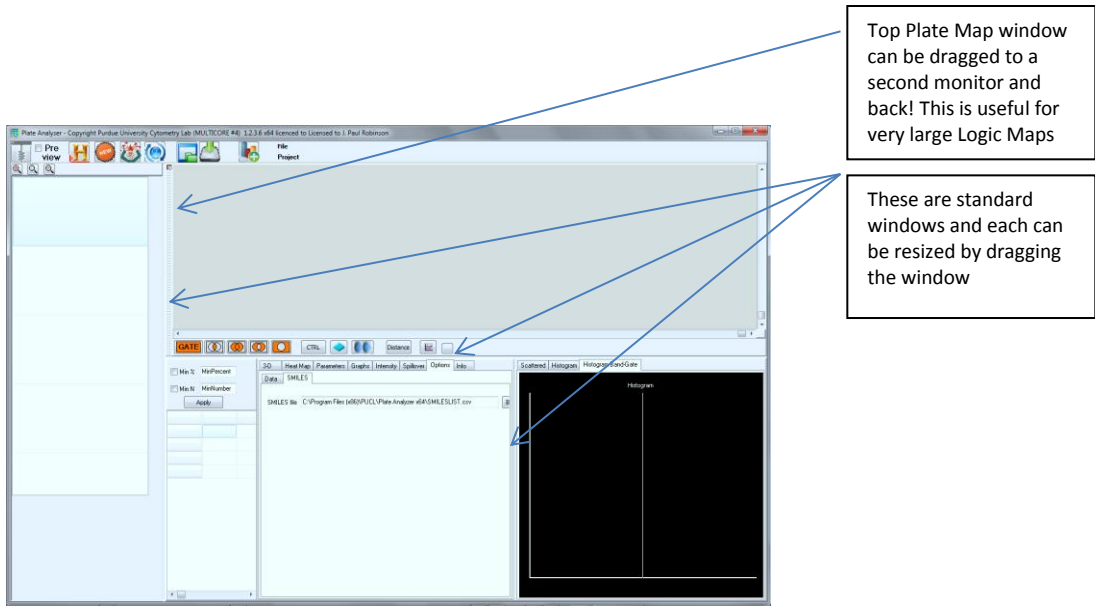 Top Plate Map window
can be dragged to a
second monitor and
back! This is useful for
very large Logic Maps
These are standard
windows and each can
be resized by dragging
the window
Plate Analyser - Copyright Purdue University Cytometry Lab (MULTICORE #4) 1.2.3.6 x64 licenced to Licensed to J. Paul Robinson
Pre
view
NEW
File
Project
GATE
CTRL
Distance
Min % MinPercent
Min N MinNumber
Apply
3-D Heat Map Parameters Graphs Intensity Spillover Options Info
Data SMILES
SMILES file C:\Program Files (x86)\PUCL\Plate Analyzer x64\SMILESLIST.csv
Scattered Histogram Histogram Band-Gate
Histogram